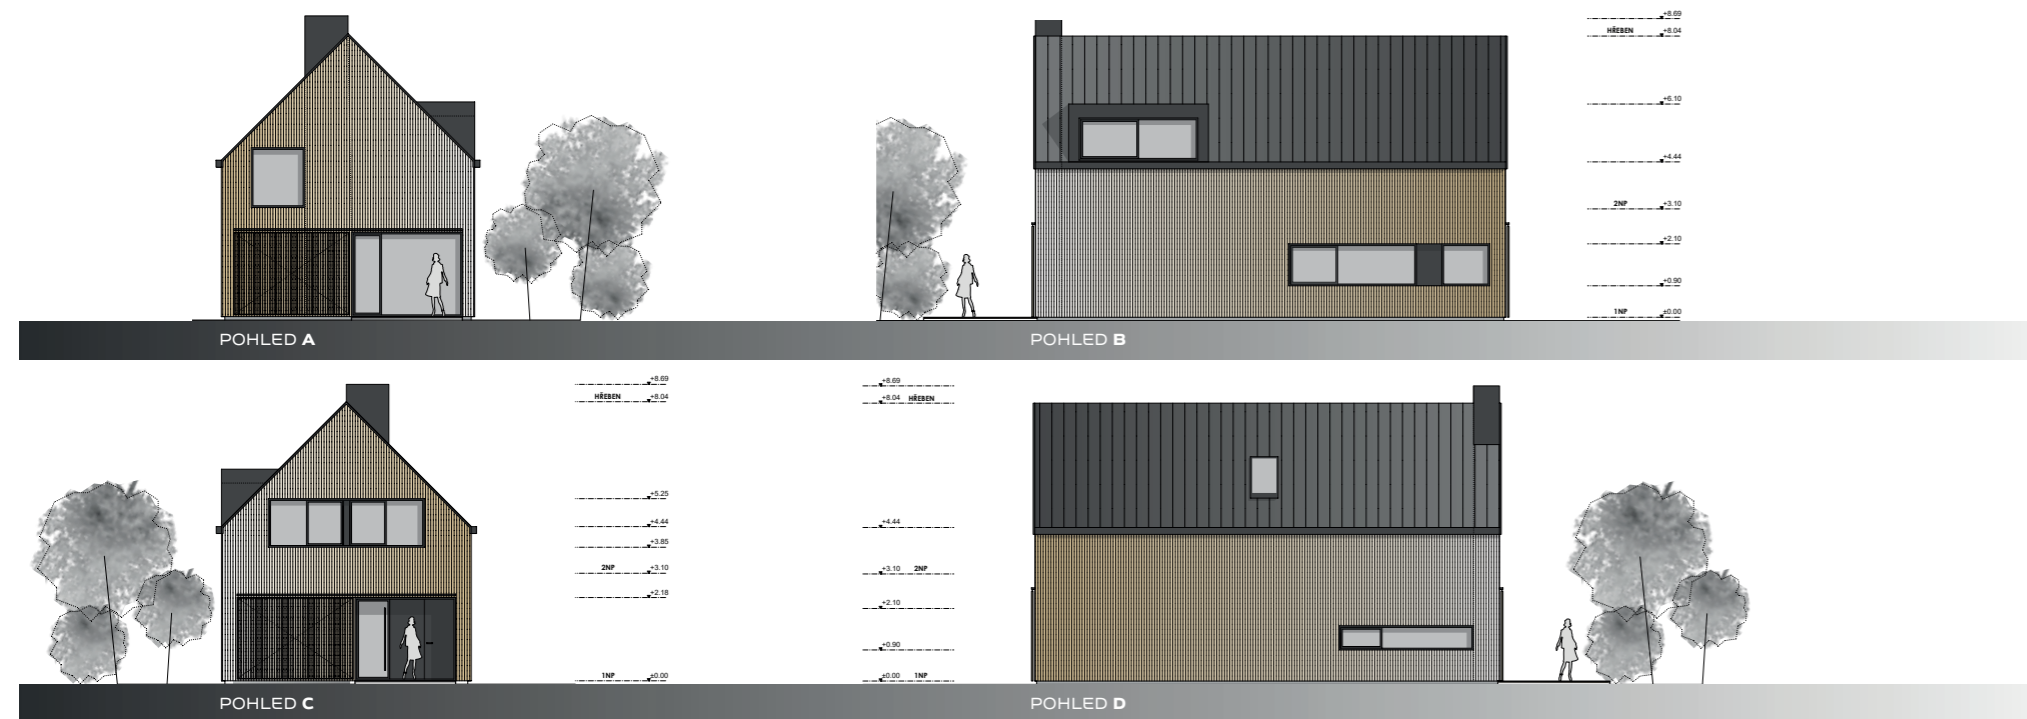 +8.69
HŘEBEN +8.04
+6.10
+4.44
2NP +3.10
+2.10
+0.90
1NP ±0.00
POHLED A
POHLED B
+8.69
HŘEBEN +8.04
+5.25
+4.44
+3.85
2NP +3.10
+2.18
1NP ±0.00
+8.69
+8.04 HŘEBEN
+4.44
+3.10 2NP
+2.10
+0.90
±0.00 1NP
POHLED C
POHLED D